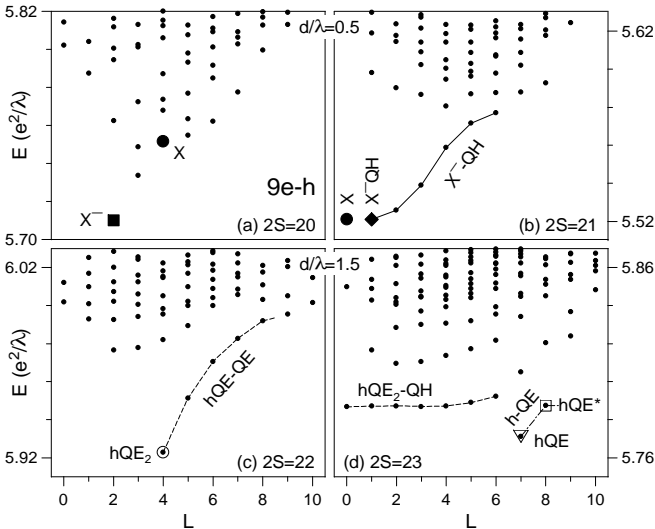 5.82
d/λ=0.5
5.62
E (e²/λ)
X
X⁻
9e-h
(a) 2S=20
5.70
X
X⁻QH
X⁻-QH
(b) 2S=21
5.52
6.02
d/λ=1.5
5.86
E (e²/λ)
hQE-QE
hQE₂
(c) 2S=22
5.92
hQE₂-QH
h-QE
hQE*
hQE
(d) 2S=23
5.76
0 2 4 6 8 10
0 2 4 6 8 10
L
L